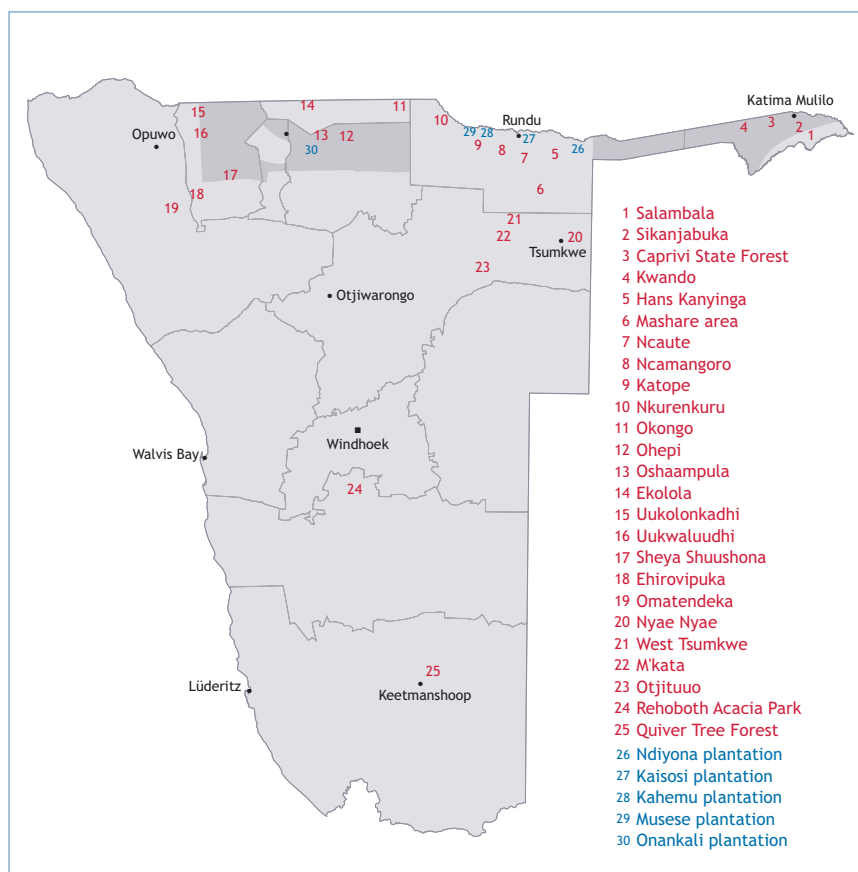 Katima Mulilo
15
14
11
10
Rundu
4
3
2
1
Opuwo
16
13
12
30
29
28
27
9
8
7
5
26
17
6
18
19
21
22
20
Tsumkwe
23
Otjiwarongo
Windhoek
Walvis Bay
24
25
Lüderitz
Keetmanshoop
1 Salambala
2 Sikanjabuka
3 Caprivi State Forest
4 Kwando
5 Hans Kanyinga
6 Mashare area
7 Ncaute
8 Ncamangoro
9 Katope
10 Nkurenkuru
11 Okongo
12 Ohepi
13 Oshaampula
14 Ekolola
15 Uukolonkadhi
16 Uukwaluudhi
17 Sheya Shuushona
18 Ehirovipuka
19 Omatendeka
20 Nyae Nyae
21 West Tsumkwe
22 M'kata
23 Otjituuo
24 Rehoboth Acacia Park
25 Quiver Tree Forest
26 Ndiyona plantation
27 Kaisosi plantation
28 Kahemu plantation
29 Musese plantation
30 Onankali plantation